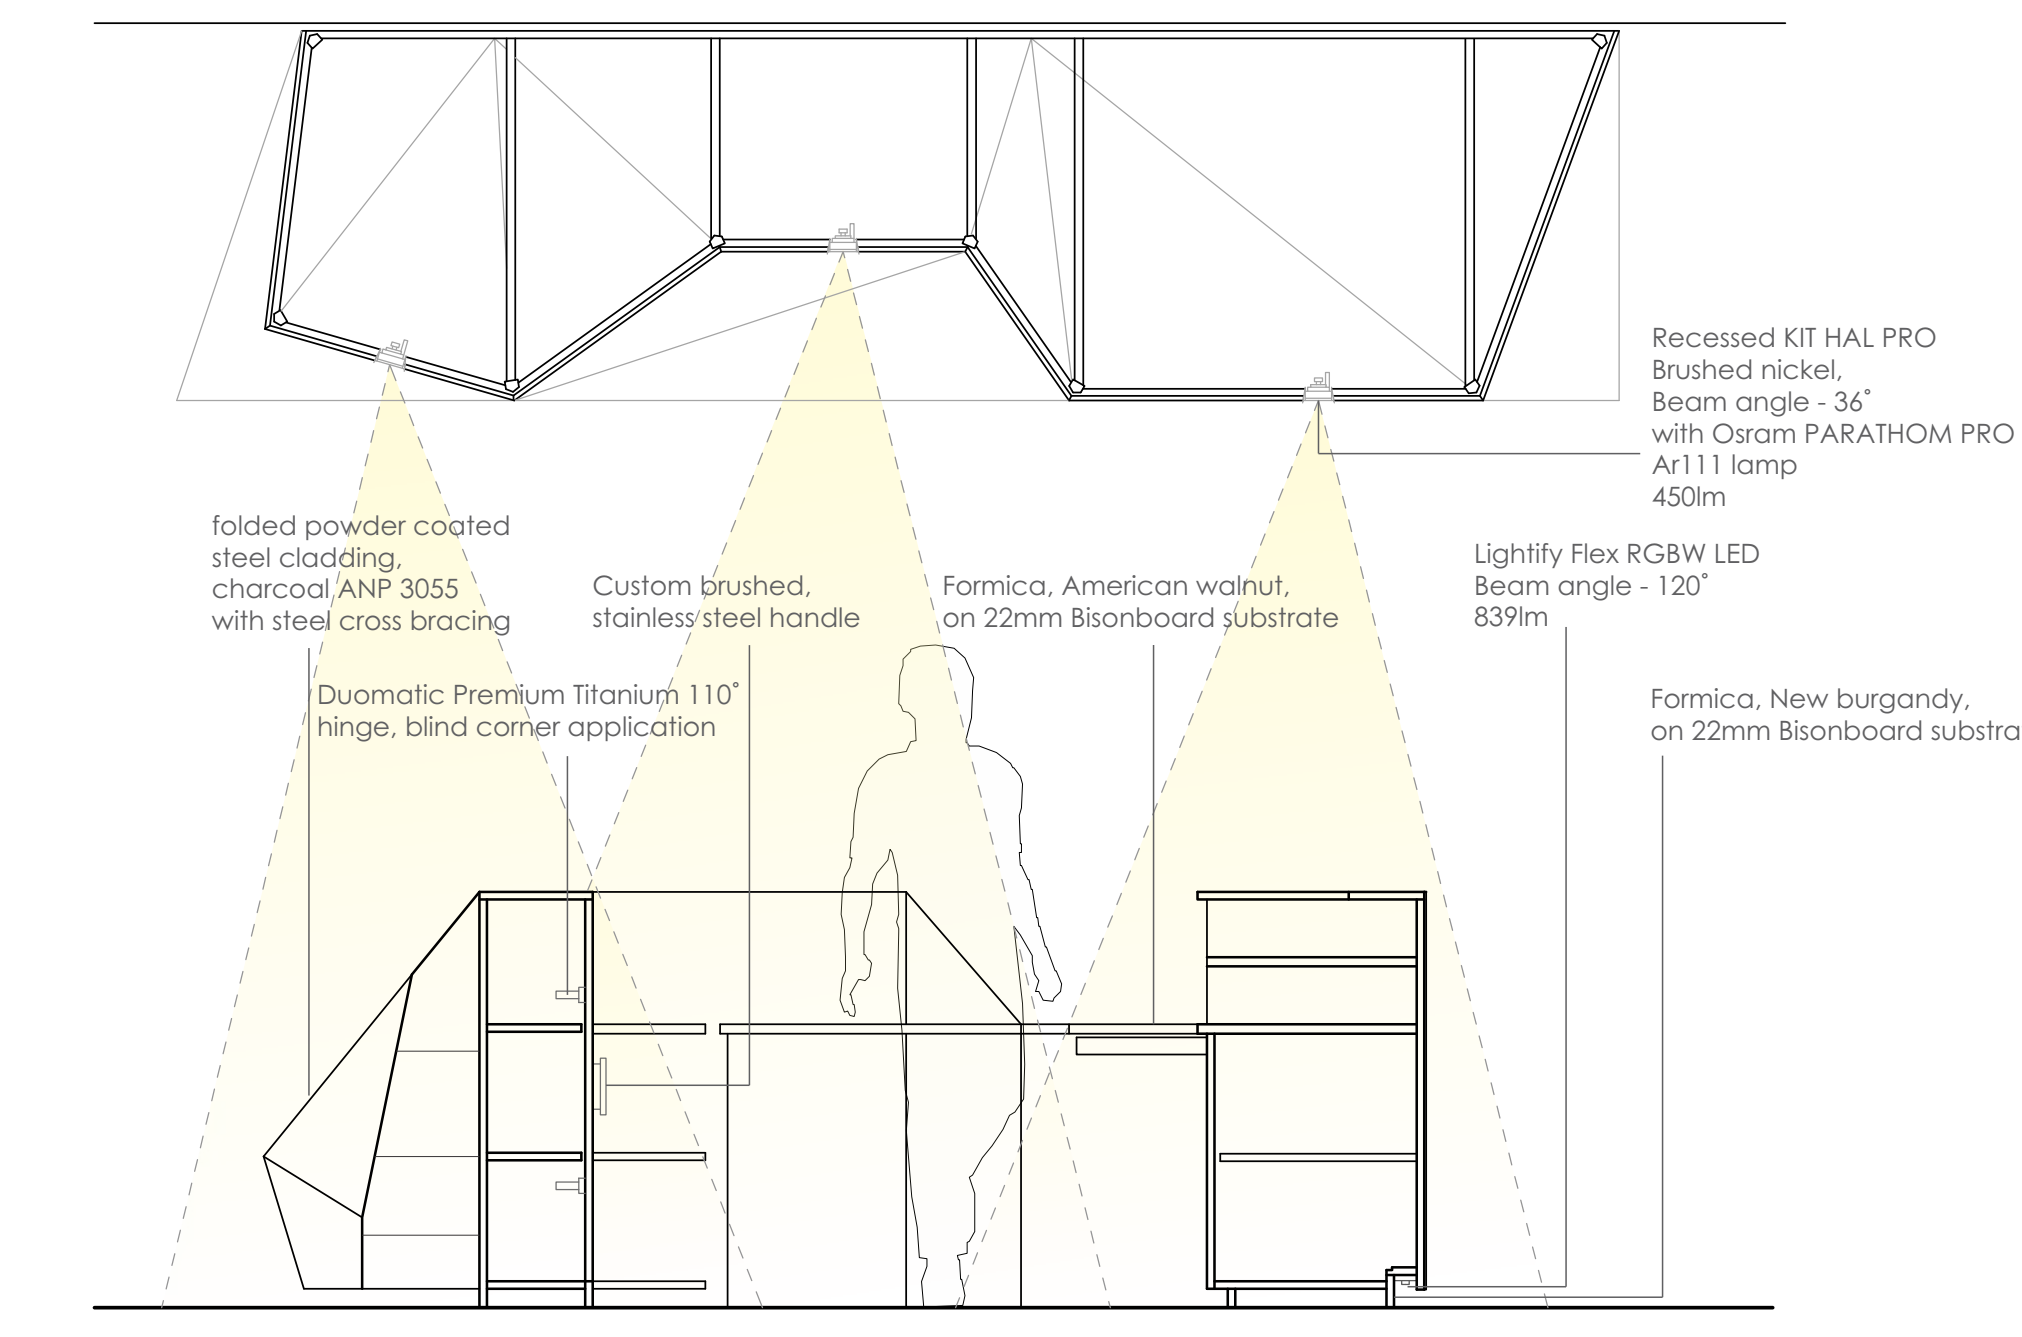 Recessed KIT HAL PRO
Brushed nickel,
Beam angle - 36˚
with Osram PARATHOM PRO
Ar111 lamp
450lm
folded powder coated
steel cladding,
charcoal ANP 3055
with steel cross bracing
Custom brushed,
stainless steel handle
Formica, American walnut,
on 22mm Bisonboard substrate
Lightify Flex RGBW LED
Beam angle - 120˚
839lm
Duomatic Premium Titanium 110˚
hinge, blind corner application
Formica, New burgandy,
on 22mm Bisonboard substra